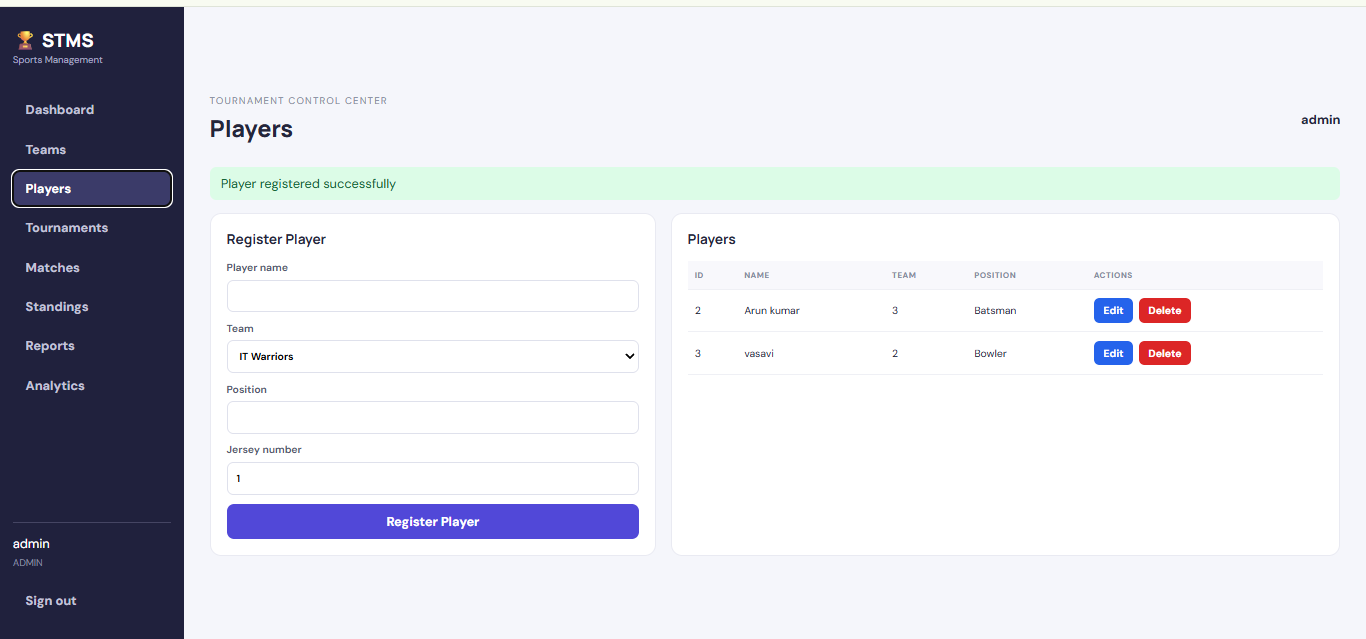 STMS
Sports Management
Dashboard
Teams
Players
Tournaments
Matches
Standings
Reports
Analytics
admin
ADMIN
Sign out
TOURNAMENT CONTROL CENTER
Players
admin
Player registered successfully
Register Player
Player name
Team
IT Warriors
Position
Jersey number
1
Register Player
Players
ID NAME TEAM POSITION ACTIONS
2 Arun kumar 3 Batsman Edit Delete
3 vasavi 2 Bowler Edit Delete